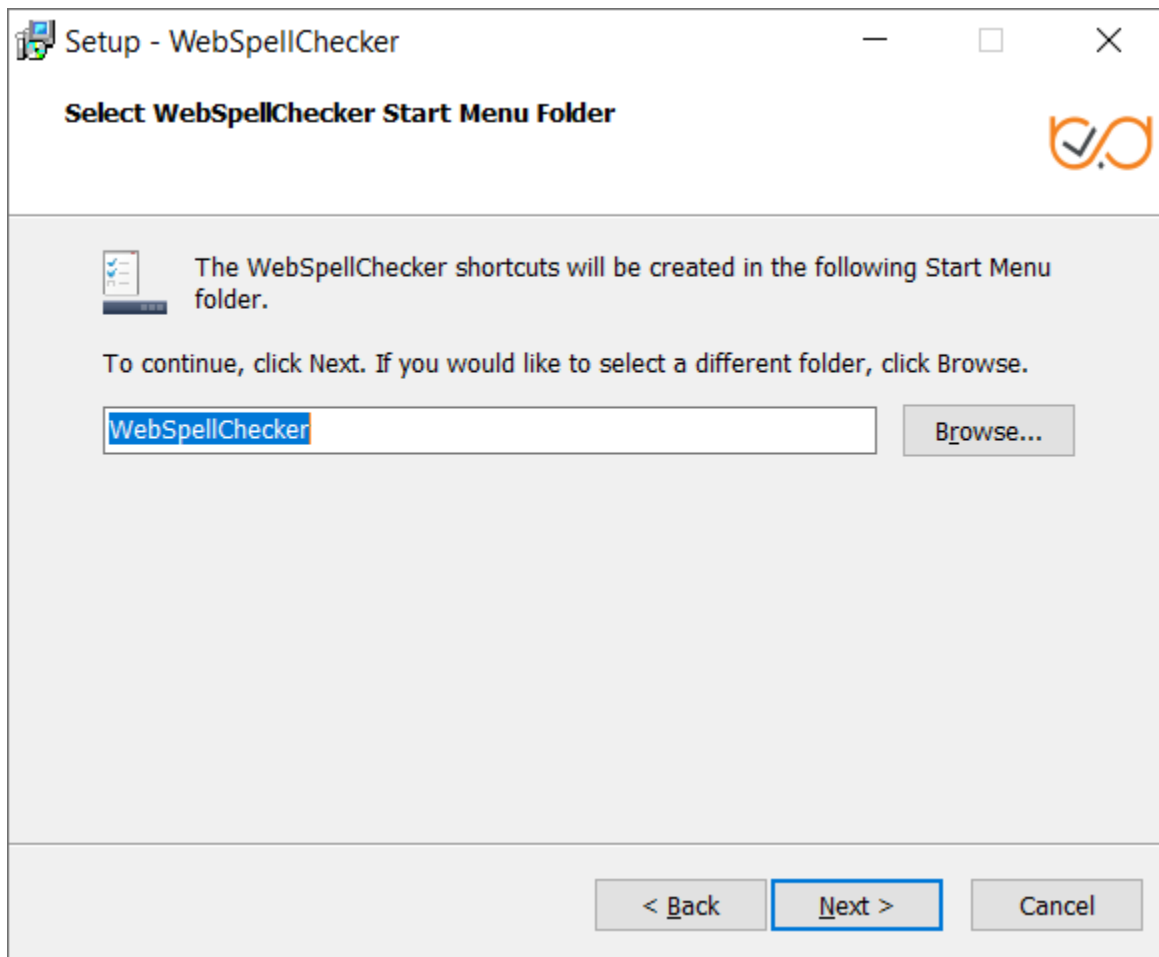 Setup - WebSpellChecker
Select WebSpellChecker Start Menu Folder
The WebSpellChecker shortcuts will be created in the following Start Menu
folder.
To continue, click Next. If you would like to select a different folder, click Browse.
WebSpellChecker
Browse...
< Back
Next >
Cancel